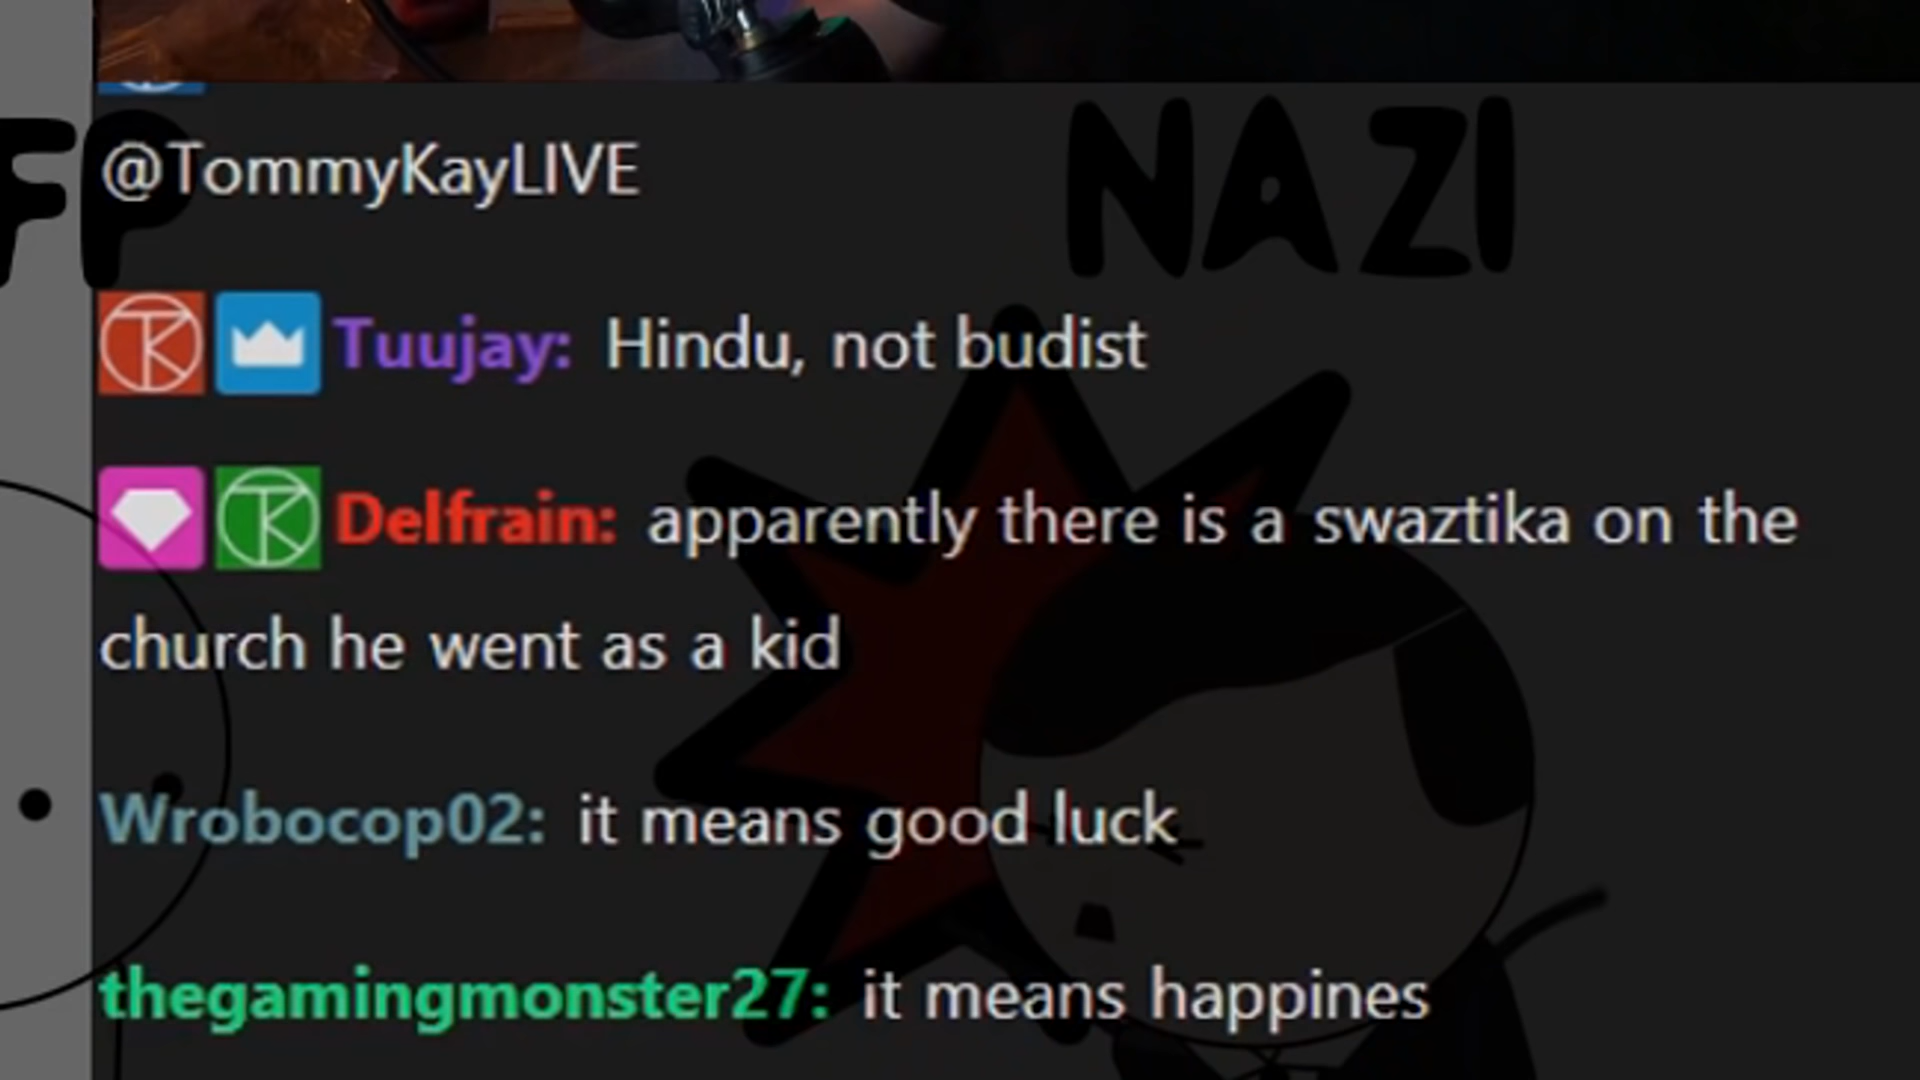 FP
NAZI
@TommyKayLIVE
Tuujay: Hindu, not budist
Delfrain: apparently there is a swaztika on the
church he went as a kid
Wrobocop02: it means good luck
thegamingmonster27: it means happines